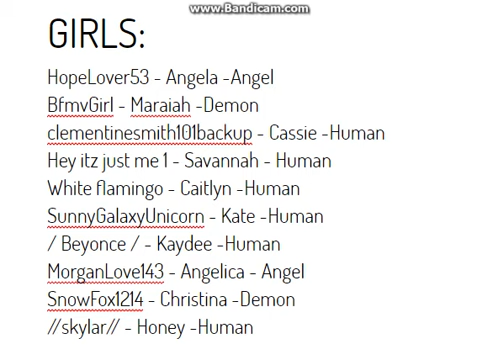 www.Bandicam.com
GIRLS:
HopeLover53 - Angela -Angel
BfmvGirl - Maraiah -Demon
clementinesmith101backup - Cassie -Human
Hey itz just me 1 - Savannah - Human
White flamingo - Caitlyn -Human
SunnyGalaxyUnicorn - Kate -Human
/ Beyonce / - Kaydee -Human
MorganLove143 - Angelica - Angel
SnowFox1214 - Christina -Demon
//skylar// - Honey -Human